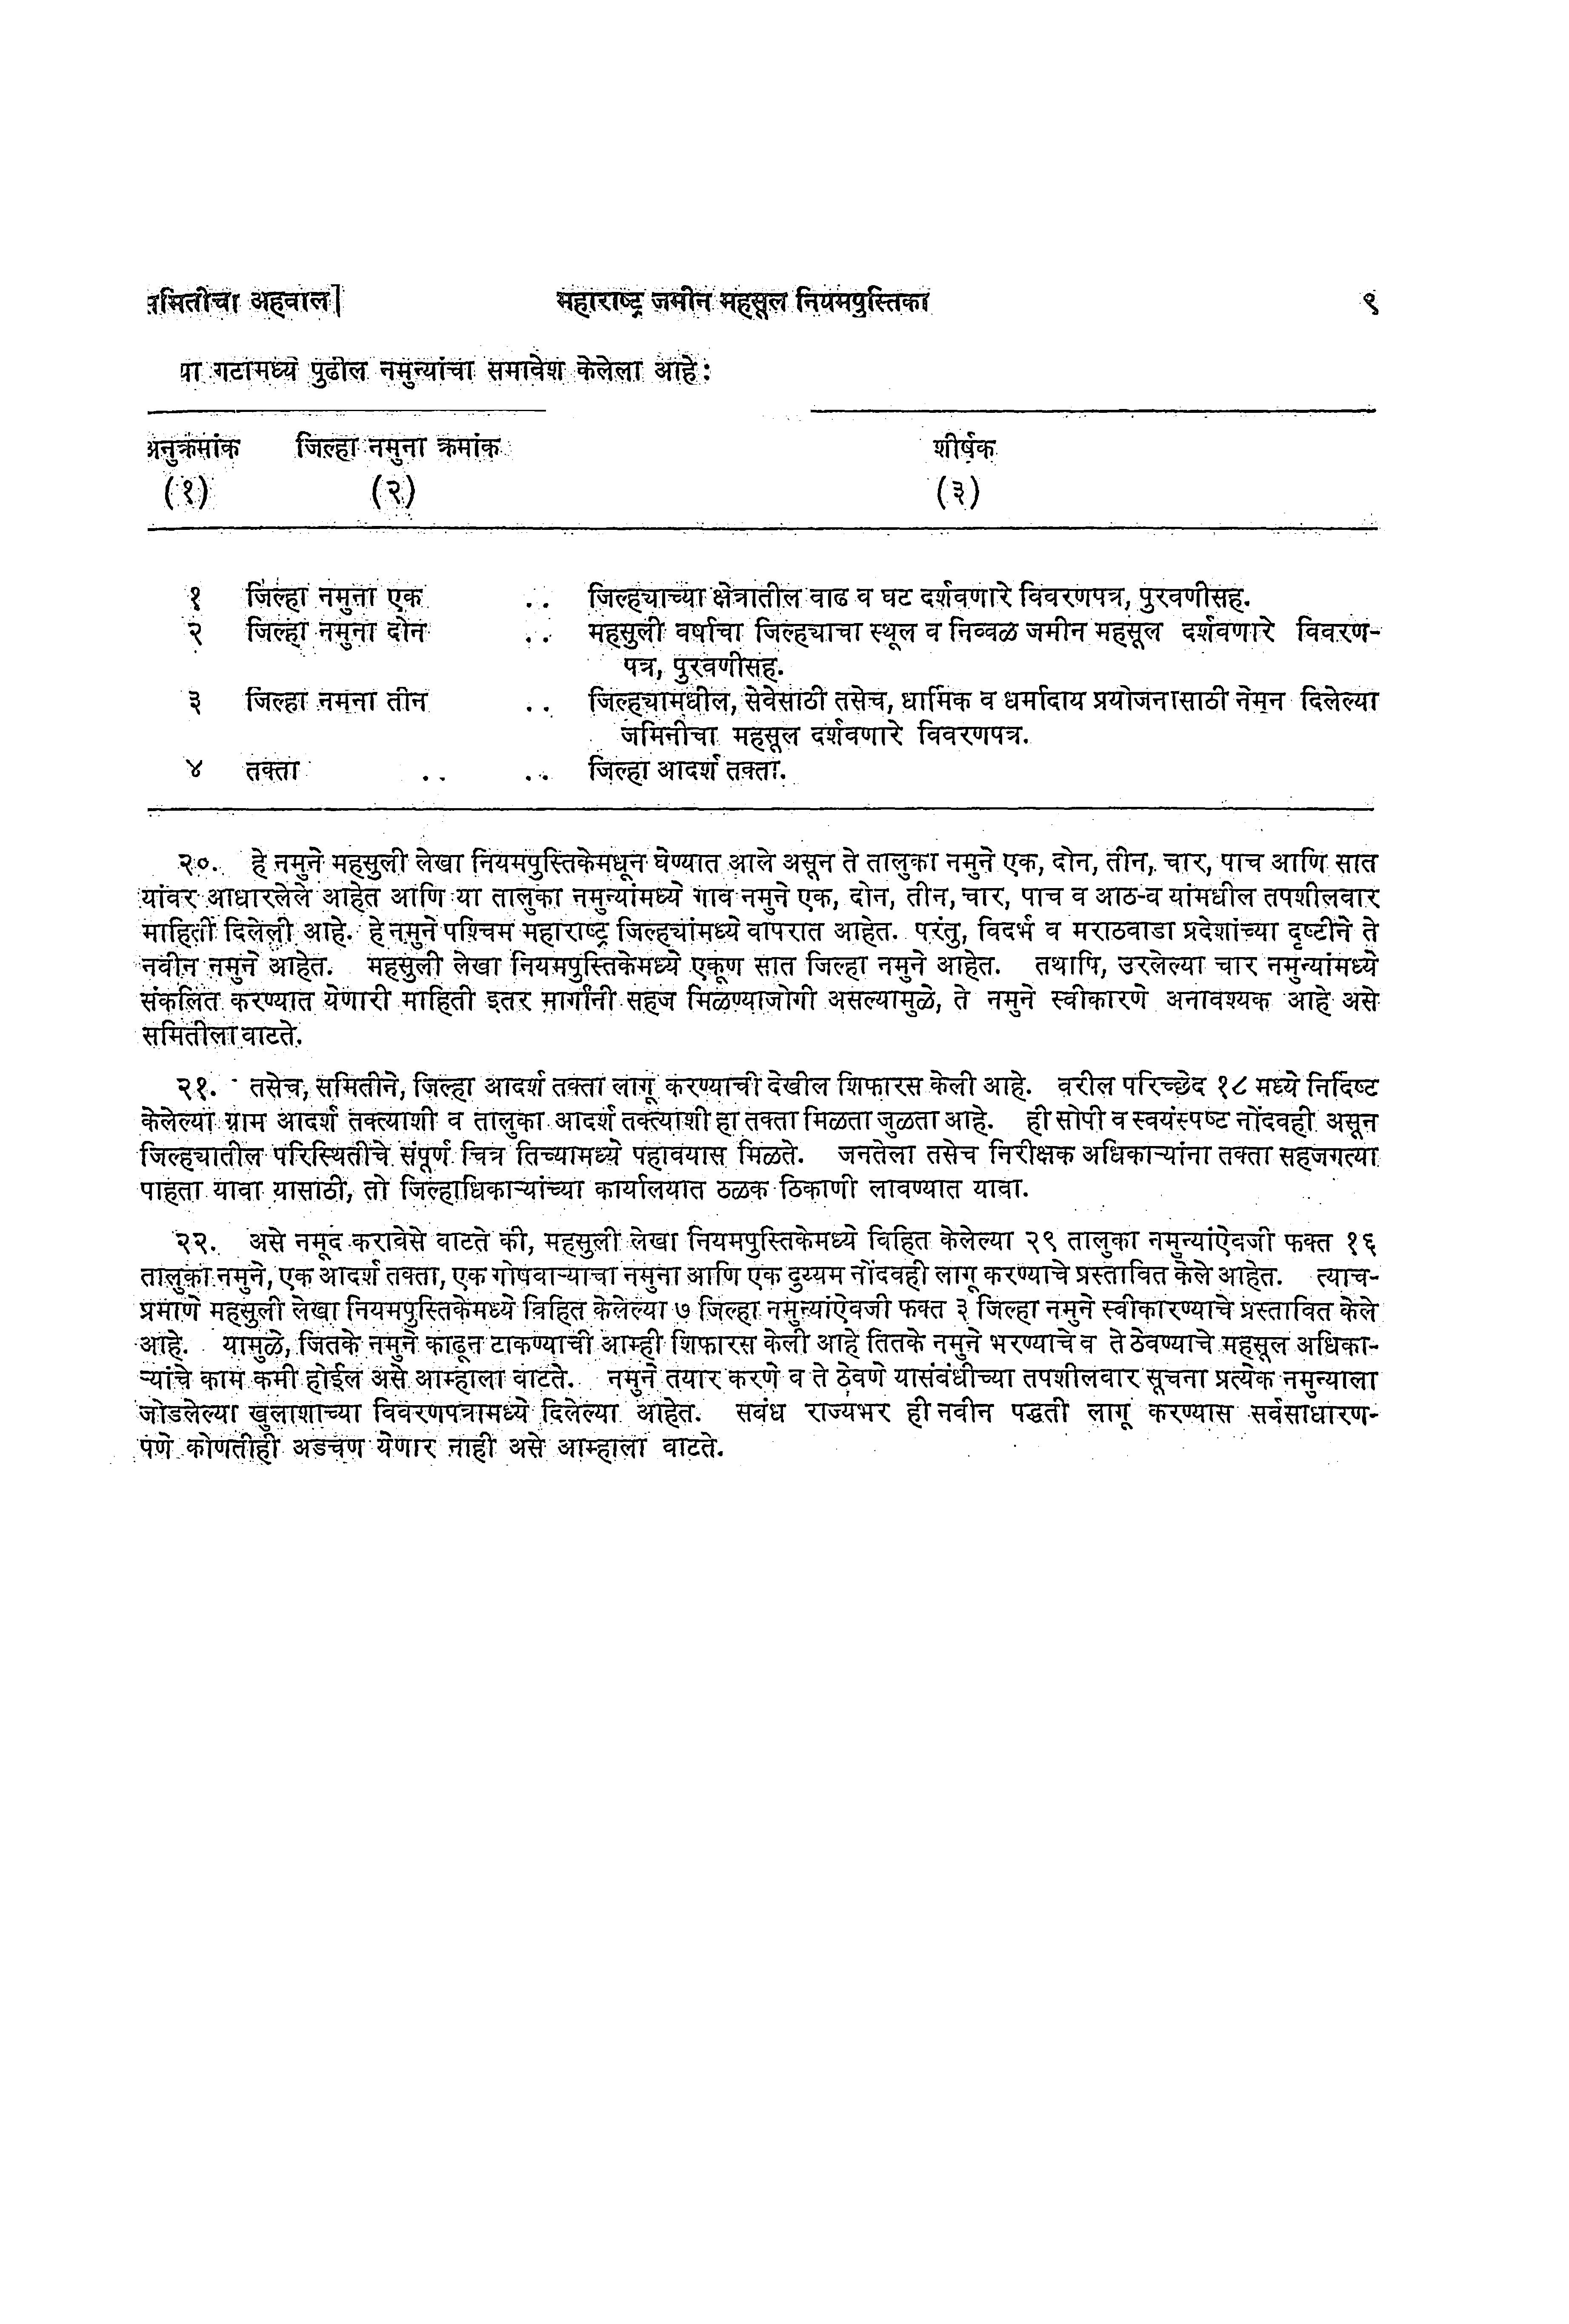 समितीचा अहवाल] महाराष्ट्र जमीन महसूल नियमपुस्तिका ९
या गटामध्ये पुढील नमुन्यांचा समावेश केलेला आहे:
अनुक्रमांक जिल्हा नमुना क्रमांक शीर्षक
(१) (२) (३)
१ जिल्हा नमुना एक .. जिल्ह्याच्या क्षेत्रातील वाढ व घट दर्शवणारे विवरणपत्र, पुरवणीसह.
२ जिल्हा नमुना दोन .. महसुली वर्षाचा जिल्ह्याचा स्थूल व निव्वळ जमीन महसूल दर्शवणारे विवरण-
पत्र, पुरवणीसह.
३ जिल्हा नमना तीन .. जिल्ह्यामधील, सेवेसाठी तसेच, धार्मिक व धर्मादाय प्रयोजनासाठी नेमन दिलेल्या
जमिनीचा महसूल दर्शवणारे विवरणपत्र.
४ तक्ता .. .. जिल्हा आदर्श तक्ता.
२०. हे नमुने महसुली लेखा नियमपुस्तिकेमधून घेण्यात आले असून ते तालुका नमुने एक, दोन, तीन, चार, पाच आणि सात
यांवर आधारलेले आहेत आणि या तालुका नमुन्यांमध्ये गाव नमुने एक, दोन, तीन, चार, पाच व आठ-व यांमधील तपशीलवार
माहिती दिलेली आहे. हे नमुने पश्चिम महाराष्ट्र जिल्ह्यांमध्ये वापरात आहेत. परंतु, विदर्भ व मराठवाडा प्रदेशांच्या दृष्टीने ते
नवीन नमुने आहेत. महसुली लेखा नियमपुस्तिकेमध्ये एकूण सात जिल्हा नमुने आहेत. तथापि, उरलेल्या चार नमुन्यांमध्ये
संकलित करण्यात येणारी माहिती इतर मार्गांनी सहज मिळण्याजोगी असल्यामुळे, ते नमुने स्वीकारणे अनावश्यक आहे असे
समितीला वाटते.
२१. तसेच, समितीने, जिल्हा आदर्श तक्ता लागू करण्याची देखील शिफारस केली आहे. वरील परिच्छेद १८ मध्ये निर्दिष्ट
केलेल्या ग्राम आदर्श तक्त्याशी व तालुका आदर्श तक्त्याशी हा तक्ता मिळता जुळता आहे. ही सोपी व स्वयंस्पष्ट नोंदवही असून
जिल्ह्यातील परिस्थितीचे संपूर्ण चित्र तिच्यामध्ये पहावयास मिळते. जनतेला तसेच निरीक्षक अधिकाऱ्यांना तक्ता सहजगत्या
पाहता यावा यासाठी, तो जिल्हाधिकाऱ्यांच्या कार्यालयात ठळक ठिकाणी लावण्यात यावा.
२२. असे नमूद करावेसे वाटते की, महसुली लेखा नियमपुस्तिकेमध्ये विहित केलेल्या २९ तालुका नमुन्यांऐवजी फक्त १६
तालुका नमुने, एक आदर्श तक्ता, एक गोषवाऱ्याचा नमुना आणि एक दुय्यम नोंदवही लागू करण्याचे प्रस्तावित केले आहेत. त्याच-
प्रमाणे महसुली लेखा नियमपुस्तिकेमध्ये विहित केलेल्या ७ जिल्हा नमुन्यांऐवजी फक्त ३ जिल्हा नमुने स्वीकारण्याचे प्रस्तावित केले
आहे. यामुळे, जितके नमुने काढून टाकण्याची आम्ही शिफारस केली आहे तितके नमुने भरण्याचे व ते ठेवण्याचे महसूल अधिका-
ऱ्यांचे काम कमी होईल असे आम्हाला वाटते. नमुने तयार करणे व ते ठेवणे यासंबंधीच्या तपशीलवार सूचना प्रत्येक नमुन्याला
जोडलेल्या खुलाशाच्या विवरणपत्रामध्ये दिलेल्या आहेत. सबंध राज्यभर ही नवीन पद्धती लागू करण्यास सर्वसाधारण-
पणे कोणतीही अडचण येणार नाही असे आम्हाला वाटते.